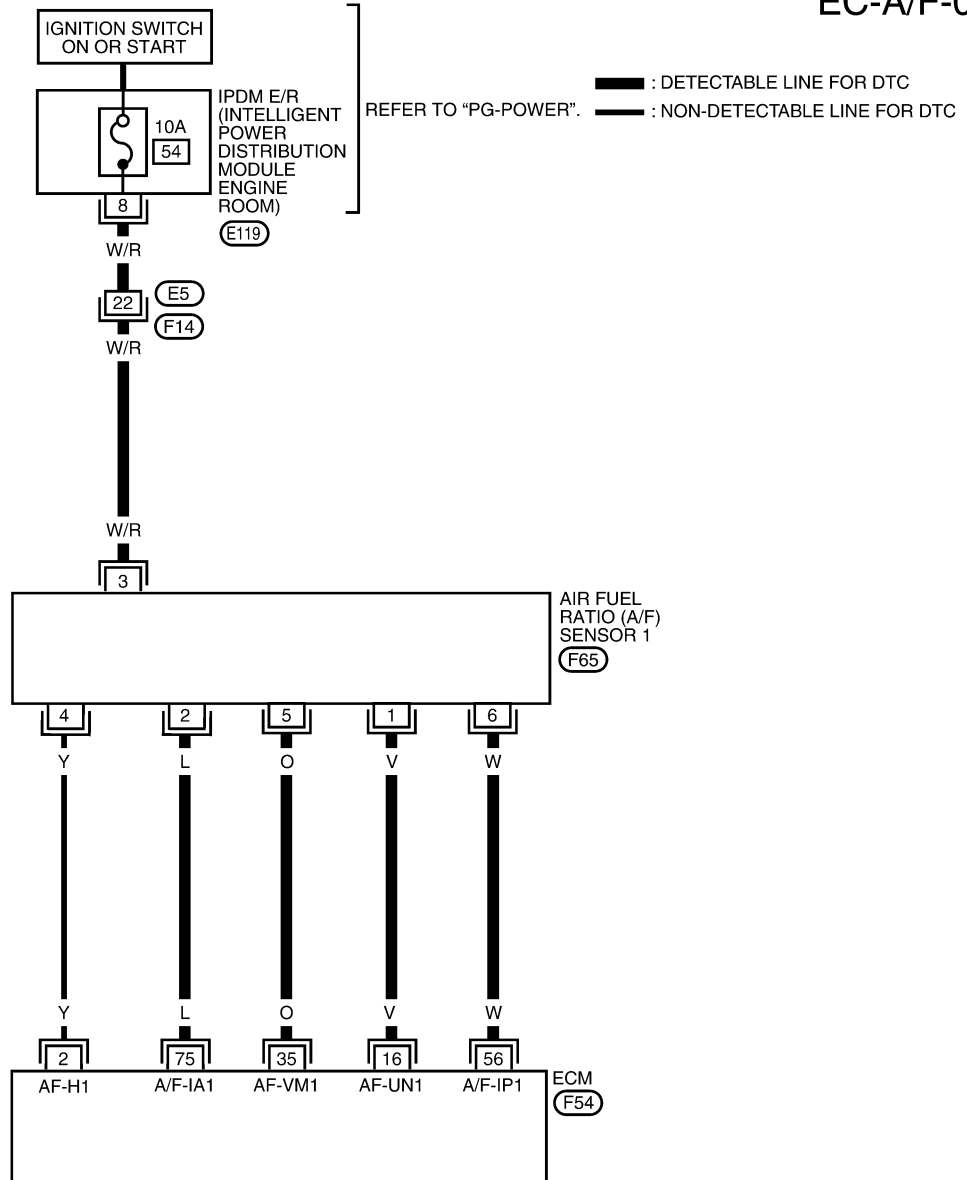 EC-A/F-0
IGNITION SWITCH
ON OR START
: DETECTABLE LINE FOR DTC
: NON-DETECTABLE LINE FOR DTC
REFER TO “PG-POWER”.
10A
54
IPDM E/R
(INTELLIGENT
POWER
DISTRIBUTION
MODULE
ENGINE
ROOM)
E119
8
W/R
22
E5
F14
W/R
W/R
3
AIR FUEL
RATIO (A/F)
SENSOR 1
F65
4 2 5 1 6
Y L O V W
Y L O V W
2 75 35 16 56
AF-H1 A/F-IA1 AF-VM1 AF-UN1 A/F-IP1
ECM
F54